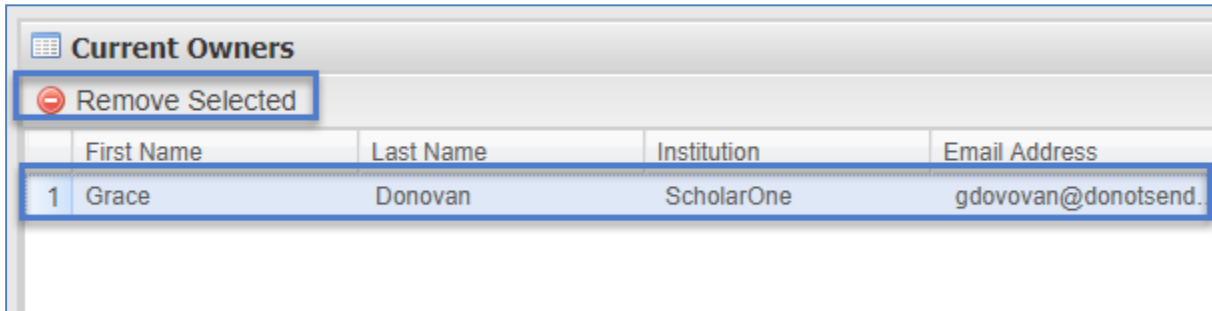 Current Owners
Remove Selected
First Name Last Name Institution Email Address
1 Grace Donovan ScholarOne gdovovan@donotsend..